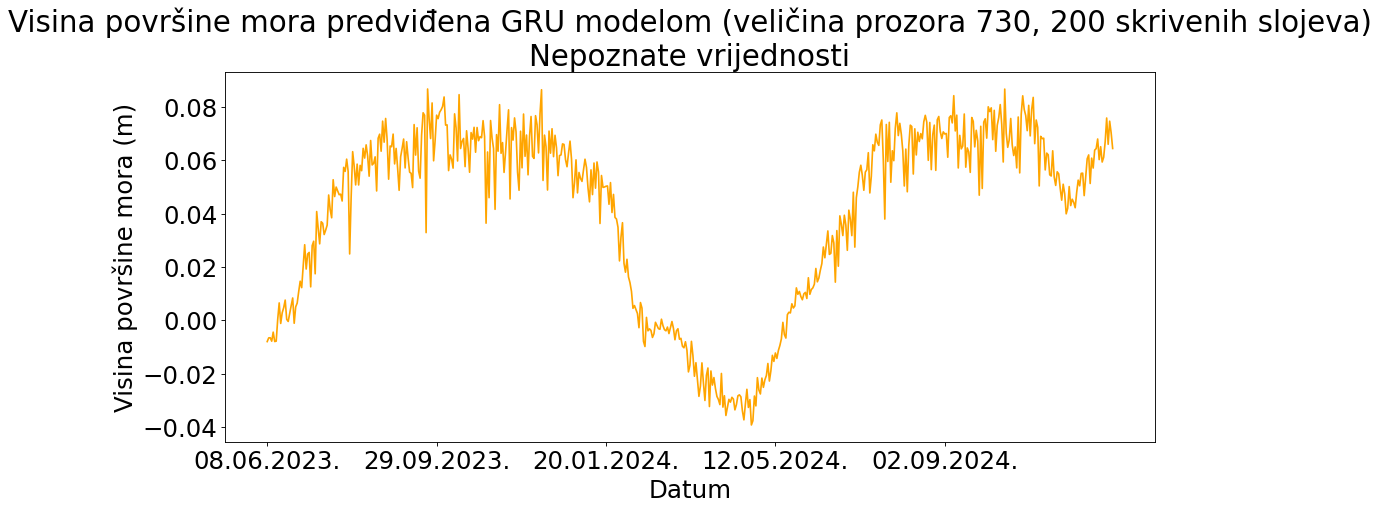 Visina površine mora predviđena GRU modelom (veličina prozora 730, 200 skrivenih slojeva)
Nepoznate vrijednosti
Visina površine mora (m)
0.08
0.06
0.04
0.02
0.00
−0.02
−0.04
08.06.2023. 29.09.2023. 20.01.2024. 12.05.2024. 02.09.2024.
Datum